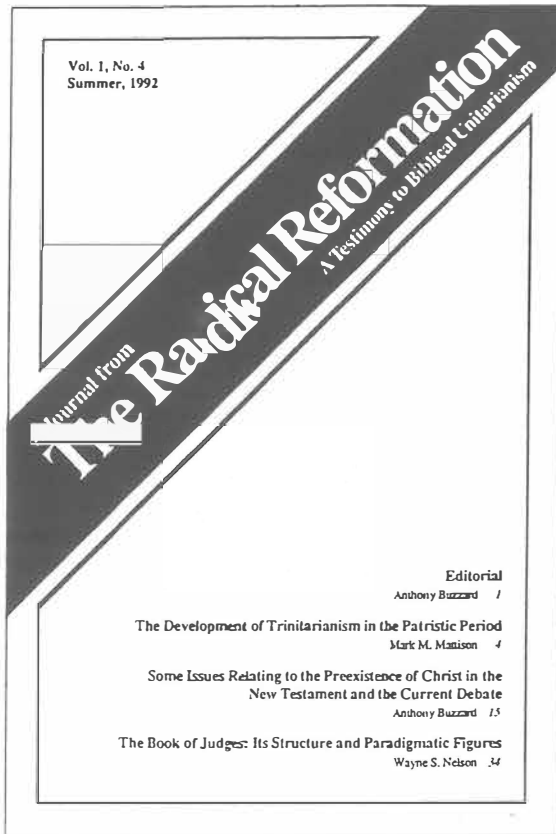 Vol. 1, No. 4
Summer, 1992
A Journal from
The Radical Reformation
A Testimony to Biblical Unitarianism
Editorial
Anthony Buzzard 1
The Development of Trinitarianism in the Patristic Period
Mark M. Mattison 4
Some Issues Relating to the Preexistence of Christ in the
New Testament and the Current Debate
Anthony Buzzard 15
The Book of Judges: Its Structure and Paradigmatic Figures
Wayne S. Nelson 34